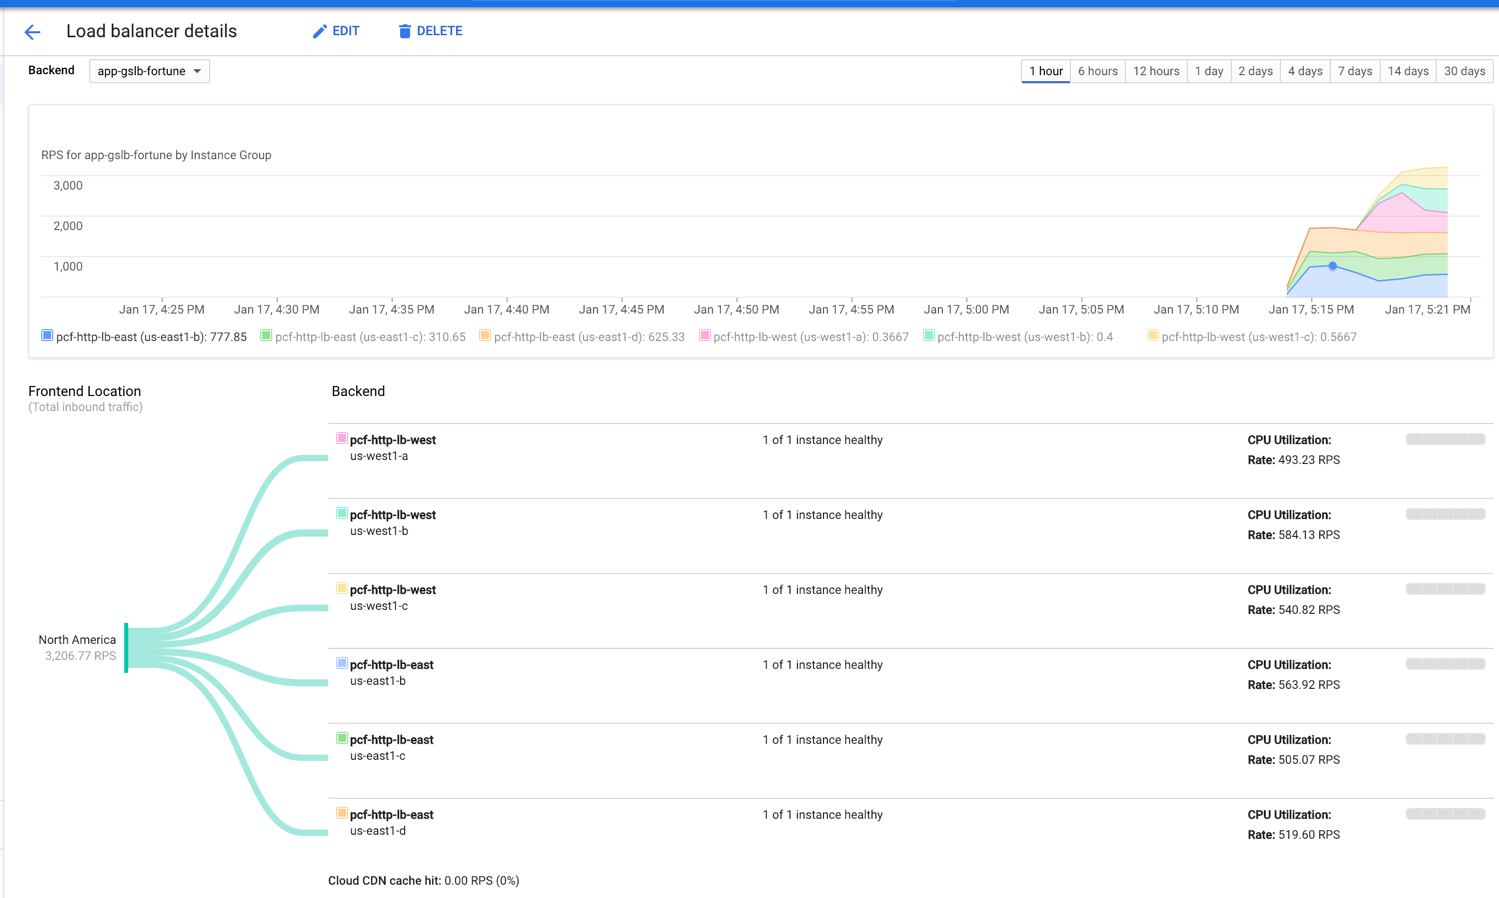 Load balancer details EDIT DELETE
Backend app-gslb-fortune 1 hour 6 hours 12 hours 1 day 2 days 4 days 7 days 14 days 30 days
RPS for app-gslb-fortune by Instance Group
3,000
2,000
1,000
Jan 17, 4:25 PM Jan 17, 4:30 PM Jan 17, 4:35 PM Jan 17, 4:40 PM Jan 17, 4:45 PM Jan 17, 4:50 PM Jan 17, 4:55 PM Jan 17, 5:00 PM Jan 17, 5:05 PM Jan 17, 5:10 PM Jan 17, 5:15 PM Jan 17, 5:21 PM
pcf-http-lb-east (us-east1-b): 777.85 pcf-http-lb-east (us-east1-c): 310.65 pcf-http-lb-east (us-east1-d): 625.33 pcf-http-lb-west (us-west1-a): 0.3667 pcf-http-lb-west (us-west1-b): 0.4 pcf-http-lb-west (us-west1-c): 0.5667
Frontend Location Backend
(Total inbound traffic)
pcf-http-lb-west 1 of 1 instance healthy CPU Utilization:
us-west1-a Rate: 493.23 RPS
pcf-http-lb-west 1 of 1 instance healthy CPU Utilization:
us-west1-b Rate: 584.13 RPS
pcf-http-lb-west 1 of 1 instance healthy CPU Utilization:
us-west1-c Rate: 540.82 RPS
North America
3,206.77 RPS
pcf-http-lb-east 1 of 1 instance healthy CPU Utilization:
us-east1-b Rate: 563.92 RPS
pcf-http-lb-east 1 of 1 instance healthy CPU Utilization:
us-east1-c Rate: 505.07 RPS
pcf-http-lb-east 1 of 1 instance healthy CPU Utilization:
us-east1-d Rate: 519.60 RPS
Cloud CDN cache hit: 0.00 RPS (0%)